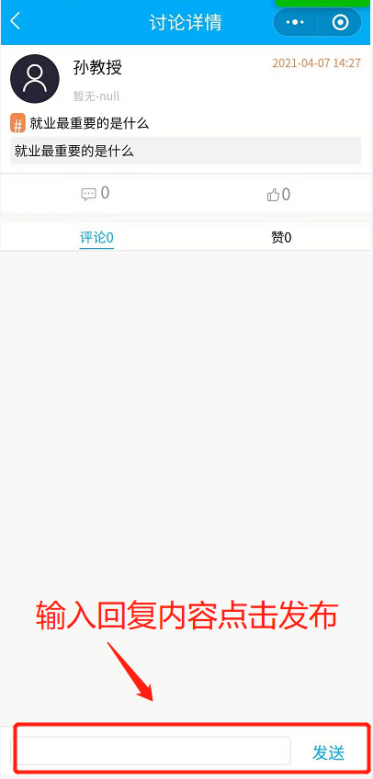 讨论详情
孙教授
2021-04-07 14:27
暂无-null
# 就业最重要的是什么
就业最重要的是什么
0
0
评论0
赞0
输入回复内容点击发布
发送